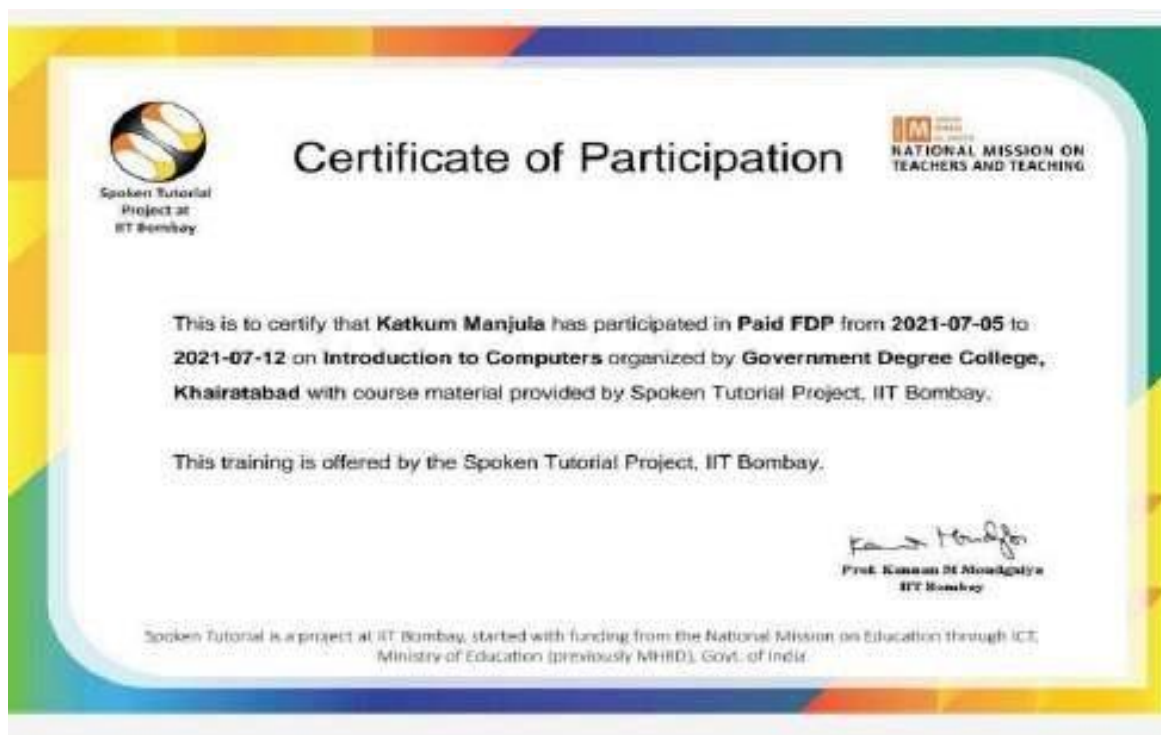 Spoken Tutorial
Project at
IIT Bombay
Certificate of Participation
NATIONAL MISSION ON
TEACHERS AND TEACHING
This is to certify that Katkum Manjula has participated in Paid FDP from 2021-07-05 to
2021-07-12 on Introduction to Computers organized by Government Degree College,
Khairatabad with course material provided by Spoken Tutorial Project, IIT Bombay.
This training is offered by the Spoken Tutorial Project, IIT Bombay.
Prof. Kannan M Moudgalya
IIT Bombay
Spoken Tutorial is a project at IIT Bombay, started with funding from the National Mission on Education through ICT,
Ministry of Education (previously MHRD), Govt. of India